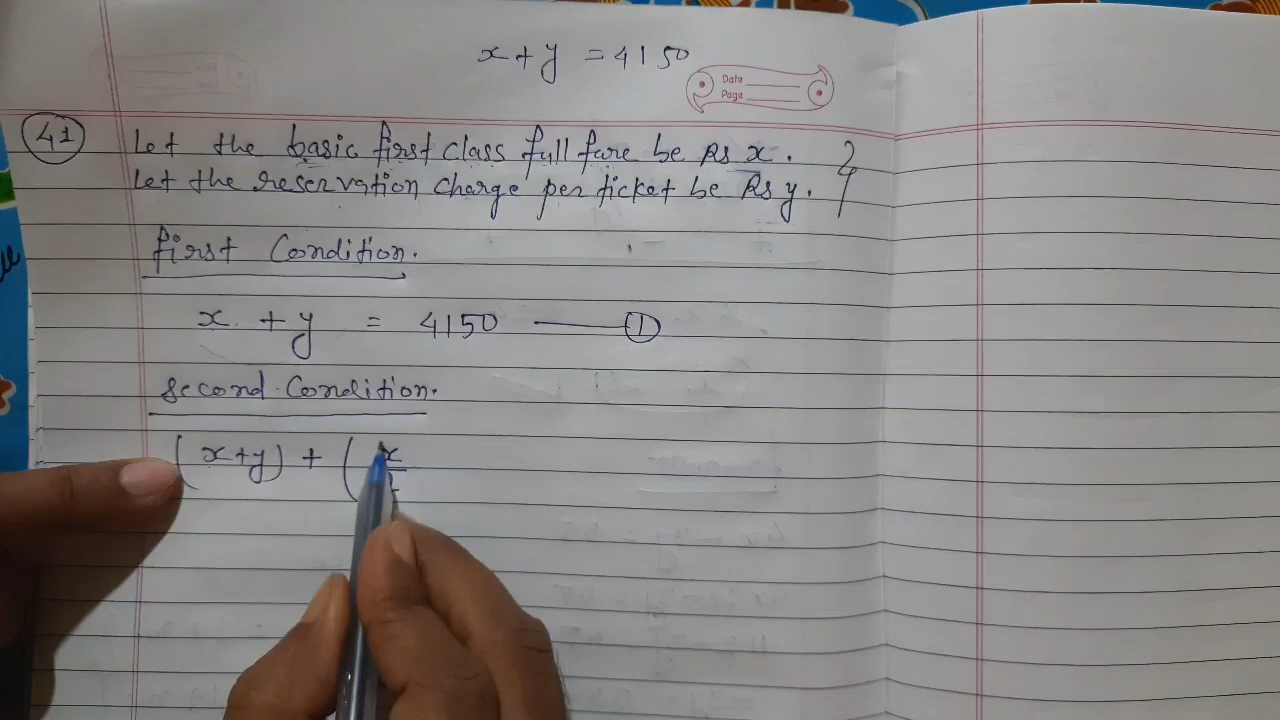 x + y = 4150
Date
Page
41 Let the basic first class full fare be Rs x.
Let the reservation charge per ticket be Rs y.
First Condition.
x + y = 4150 ——— 1
Second Condition.
(x+y) + (x